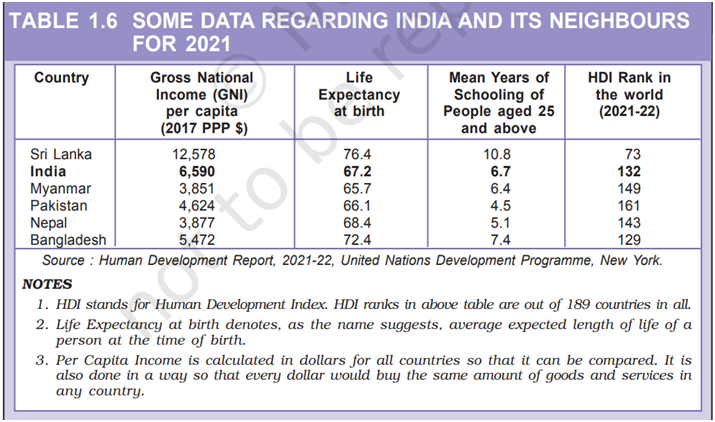 TABLE 1.6 SOME DATA REGARDING INDIA AND ITS NEIGHBOURS
FOR 2021
Country Gross National Life Mean Years of HDI Rank in
Income (GNI) Expectancy Schooling of the world
per capita at birth People aged 25 (2021-22)
(2017 PPP $) and above
Sri Lanka 12,578 76.4 10.8 73
India 6,590 67.2 6.7 132
Myanmar 3,851 65.7 6.4 149
Pakistan 4,624 66.1 4.5 161
Nepal 3,877 68.4 5.1 143
Bangladesh 5,472 72.4 7.4 129
Source : Human Development Report, 2021-22, United Nations Development Programme, New York.
NOTES
1. HDI stands for Human Development Index. HDI ranks in above table are out of 189 countries in all.
2. Life Expectancy at birth denotes, as the name suggests, average expected length of life of a
person at the time of birth.
3. Per Capita Income is calculated in dollars for all countries so that it can be compared. It is
also done in a way so that every dollar would buy the same amount of goods and services in
any country.
©
not to be rep